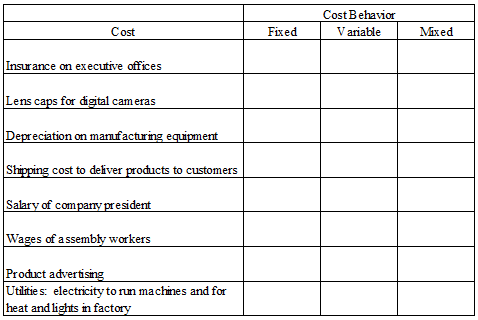 Cost Behavior
Cost Fixed Variable Mixed
Insurance on executive offices
Lens caps for digital cameras
Depreciation on manufacturing equipment
Shipping cost to deliver products to customers
Salary of company president
Wages of assembly workers
Product advertising
Utilities: electricity to run machines and for
heat and lights in factory